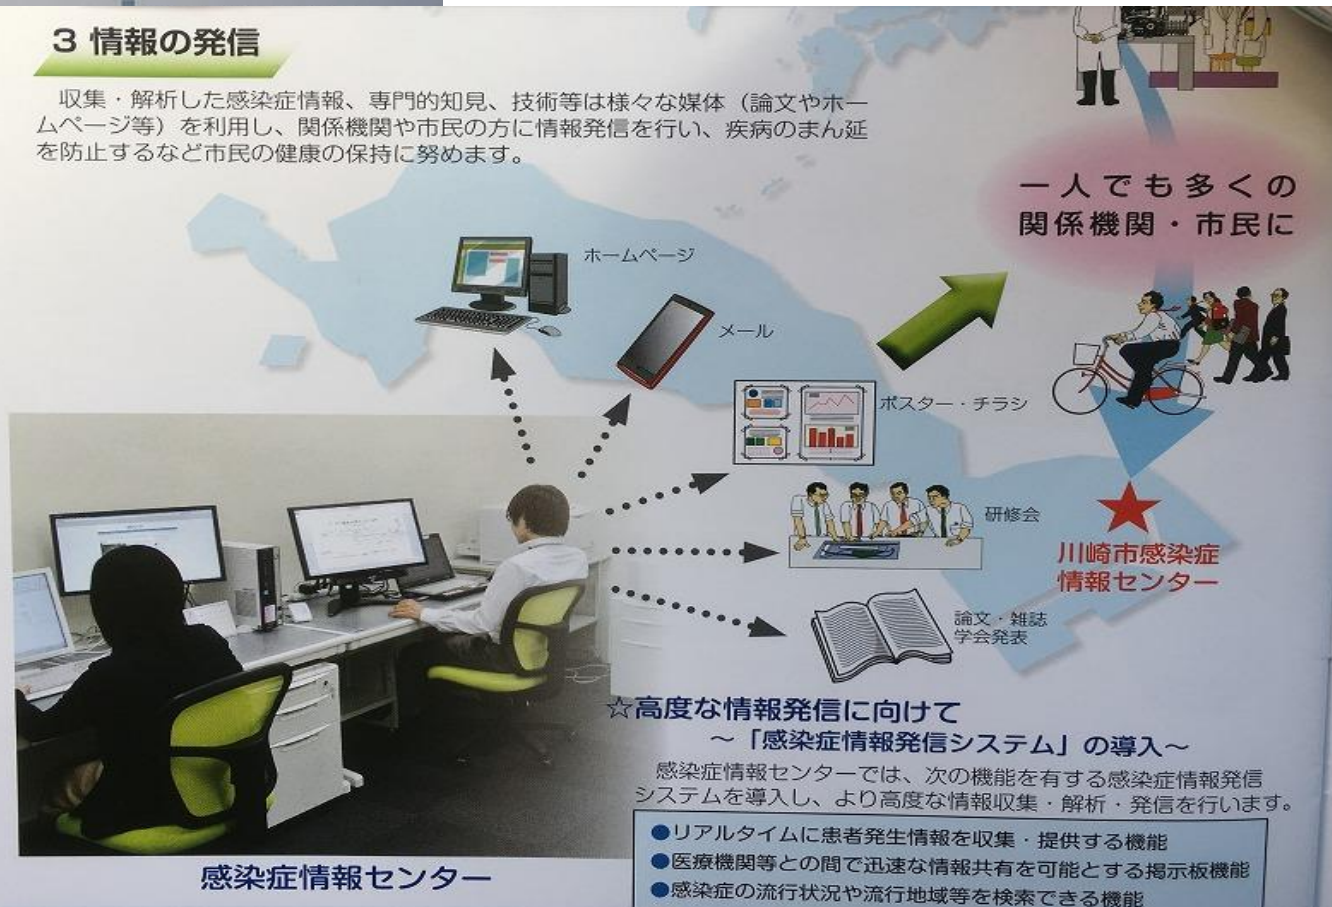 3 情報の発信
収集・解析した感染症情報、専門的知見、技術等は様々な媒体（論文やホー
ムページ等）を利用し、関係機関や市民の方に情報発信を行い、疾病のまん延
を防止するなど市民の健康の保持に努めます。
一人でも多くの
関係機関・市民に
ホームページ
メール
ポスター・チラシ
研修会
川崎市感染症
情報センター
論文・雑誌
学会発表
感染症情報センター
☆高度な情報発信に向けて
～「感染症情報発信システム」の導入～
感染症情報センターでは、次の機能を有する感染症情報発信
システムを導入し、より高度な情報収集・解析・発信を行います。
●リアルタイムに患者発生情報を収集・提供する機能
●医療機関等との間で迅速な情報共有を可能とする掲示板機能
●感染症の流行状況や流行地域等を検索できる機能